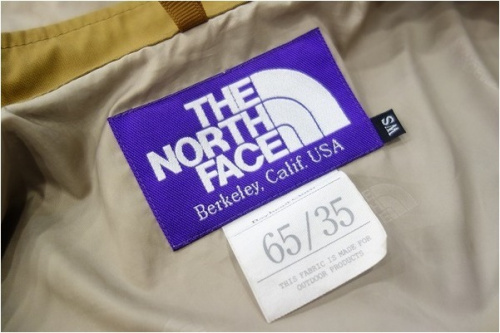 THE
NORTH
FACE
Berkeley, Calif. USA
WS
65/35
THIS FABRIC IS MADE FOR
OUTDOOR PRODUCTS